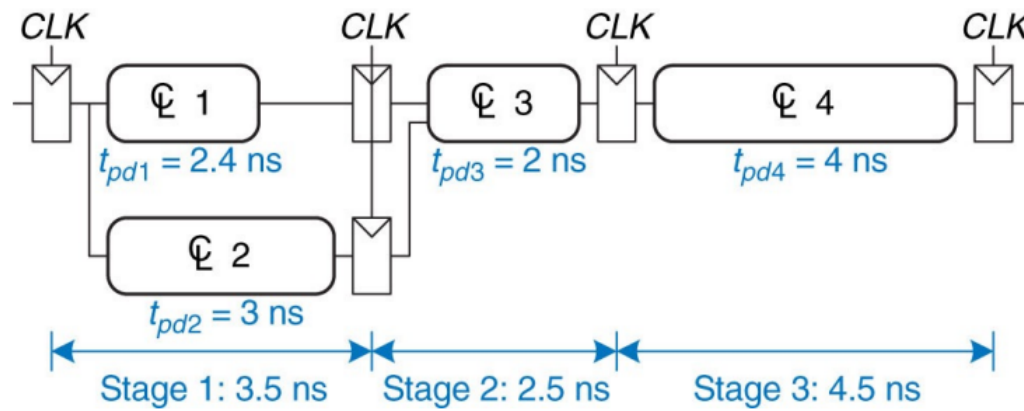 CLK CLK CLK CLK
CL 1 CL 3 CL 4
tpd1 = 2.4 ns tpd3 = 2 ns tpd4 = 4 ns
CL 2
tpd2 = 3 ns
Stage 1: 3.5 ns Stage 2: 2.5 ns Stage 3: 4.5 ns